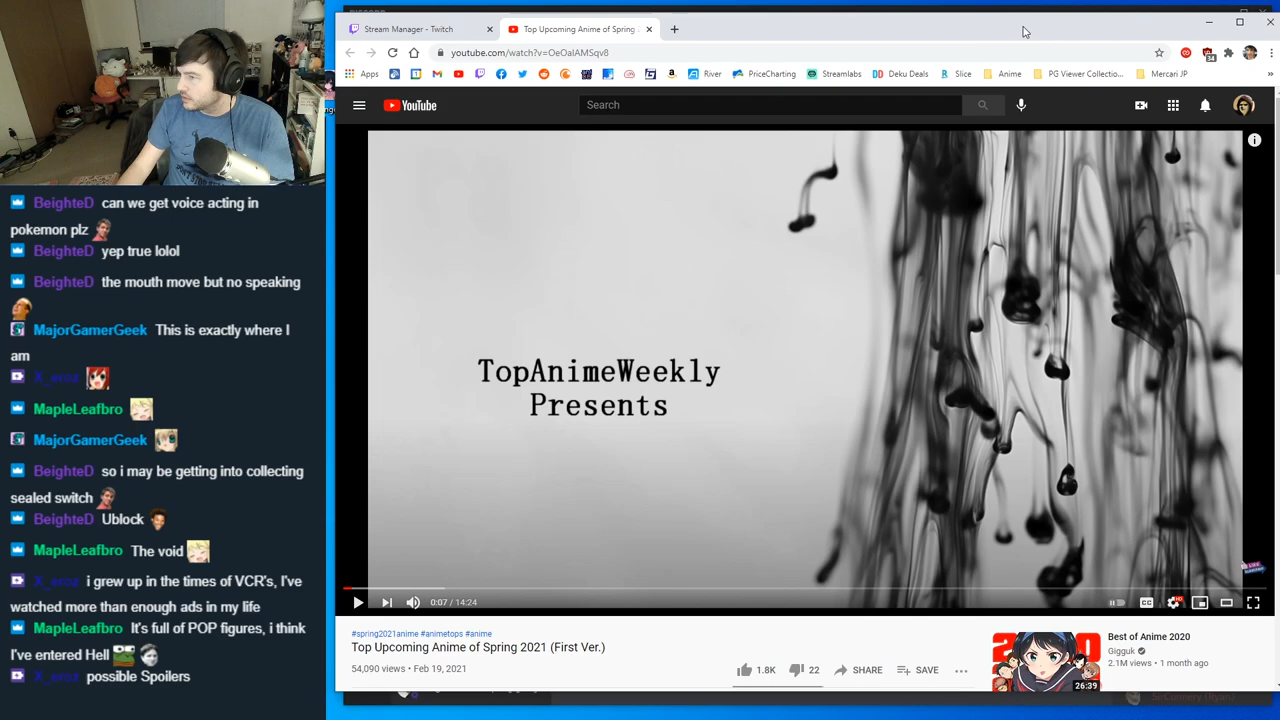 Stream Manager - Twitch
Top Upcoming Anime of Spring
youtube.com/watch?v=OeOaIAMSqv8
34
Apps
River
PriceCharting
Streamlabs
Deku Deals
Slice
Anime
PG Viewer Collectio...
Mercari JP
»
YouTube
Search
TopAnimeWeekly
Presents
0:07 / 14:24
CC
HD
#spring2021anime #animetops #anime
Top Upcoming Anime of Spring 2021 (First Ver.)
54,090 views • Feb 19, 2021
1.8K
22
SHARE
SAVE
Best of Anime 2020
Gigguk
2.1M views • 1 month ago
26:39
BeighteD can we get voice acting in
pokemon plz
BeighteD yep true lolol
BeighteD the mouth move but no speaking
MajorGamerGeek This is exactly where I
am
MapleLeafbro
MajorGamerGeek
BeighteD so i may be getting into collecting
sealed switch
BeighteD Ublock
MapleLeafbro The void
i grew up in the times of VCR's, I've
watched more than enough ads in my life
MapleLeafbro It's full of POP figures, i think
I've entered Hell
possible Spoilers